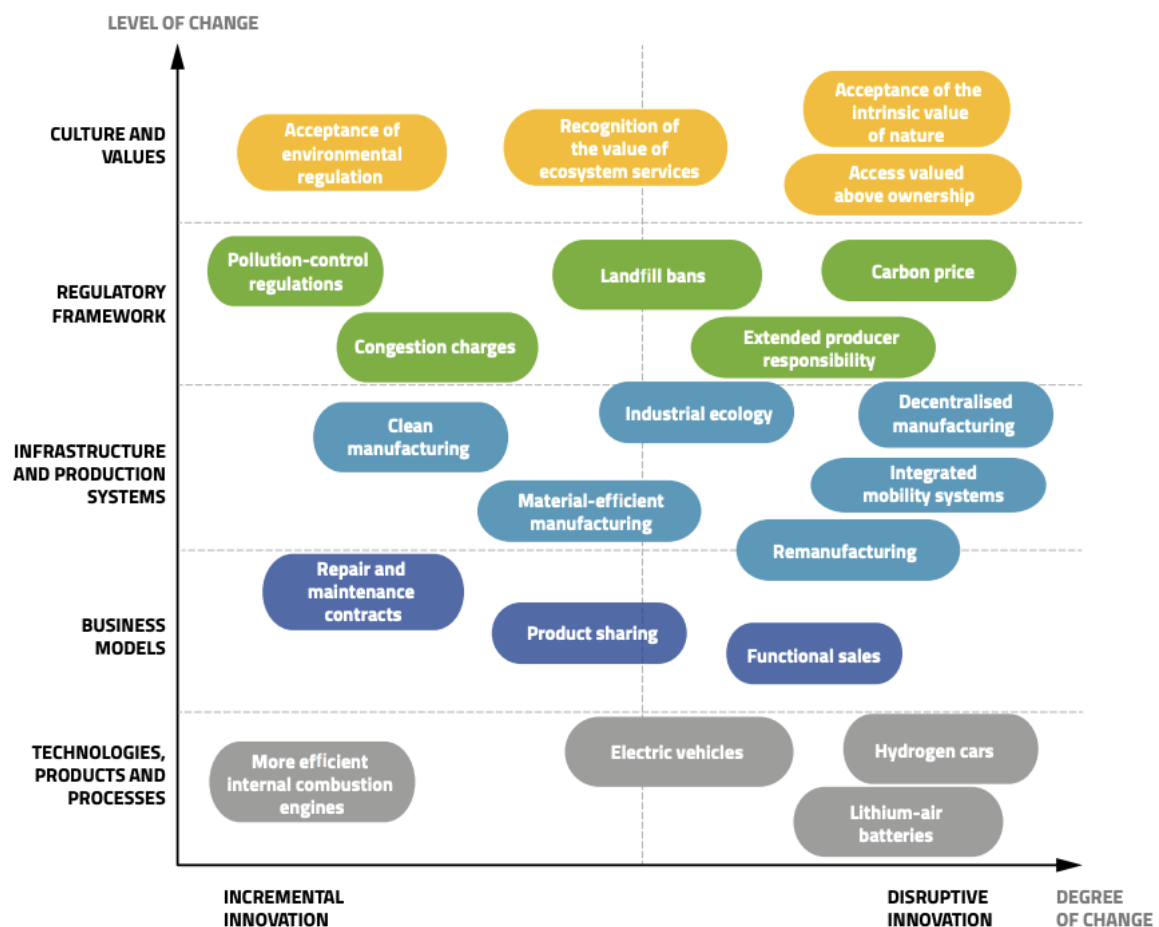 LEVEL OF CHANGE
CULTURE AND
VALUES
Acceptance of
environmental
regulation
Recognition of
the value of
ecosystem services
Acceptance of the
intrinsic value
of nature
Access valued
above ownership
REGULATORY
FRAMEWORK
Pollution-control
regulations
Landfill bans
Carbon price
Congestion charges
Extended producer
responsibility
INFRASTRUCTURE
AND PRODUCTION
SYSTEMS
Clean
manufacturing
Industrial ecology
Decentralised
manufacturing
Material-efficient
manufacturing
Integrated
mobility systems
Remanufacturing
BUSINESS
MODELS
Repair and
maintenance
contracts
Product sharing
Functional sales
TECHNOLOGIES,
PRODUCTS AND
PROCESSES
More efficient
internal combustion
engines
Electric vehicles
Hydrogen cars
Lithium-air
batteries
INCREMENTAL
INNOVATION
DISRUPTIVE
INNOVATION
DEGREE
OF CHANGE